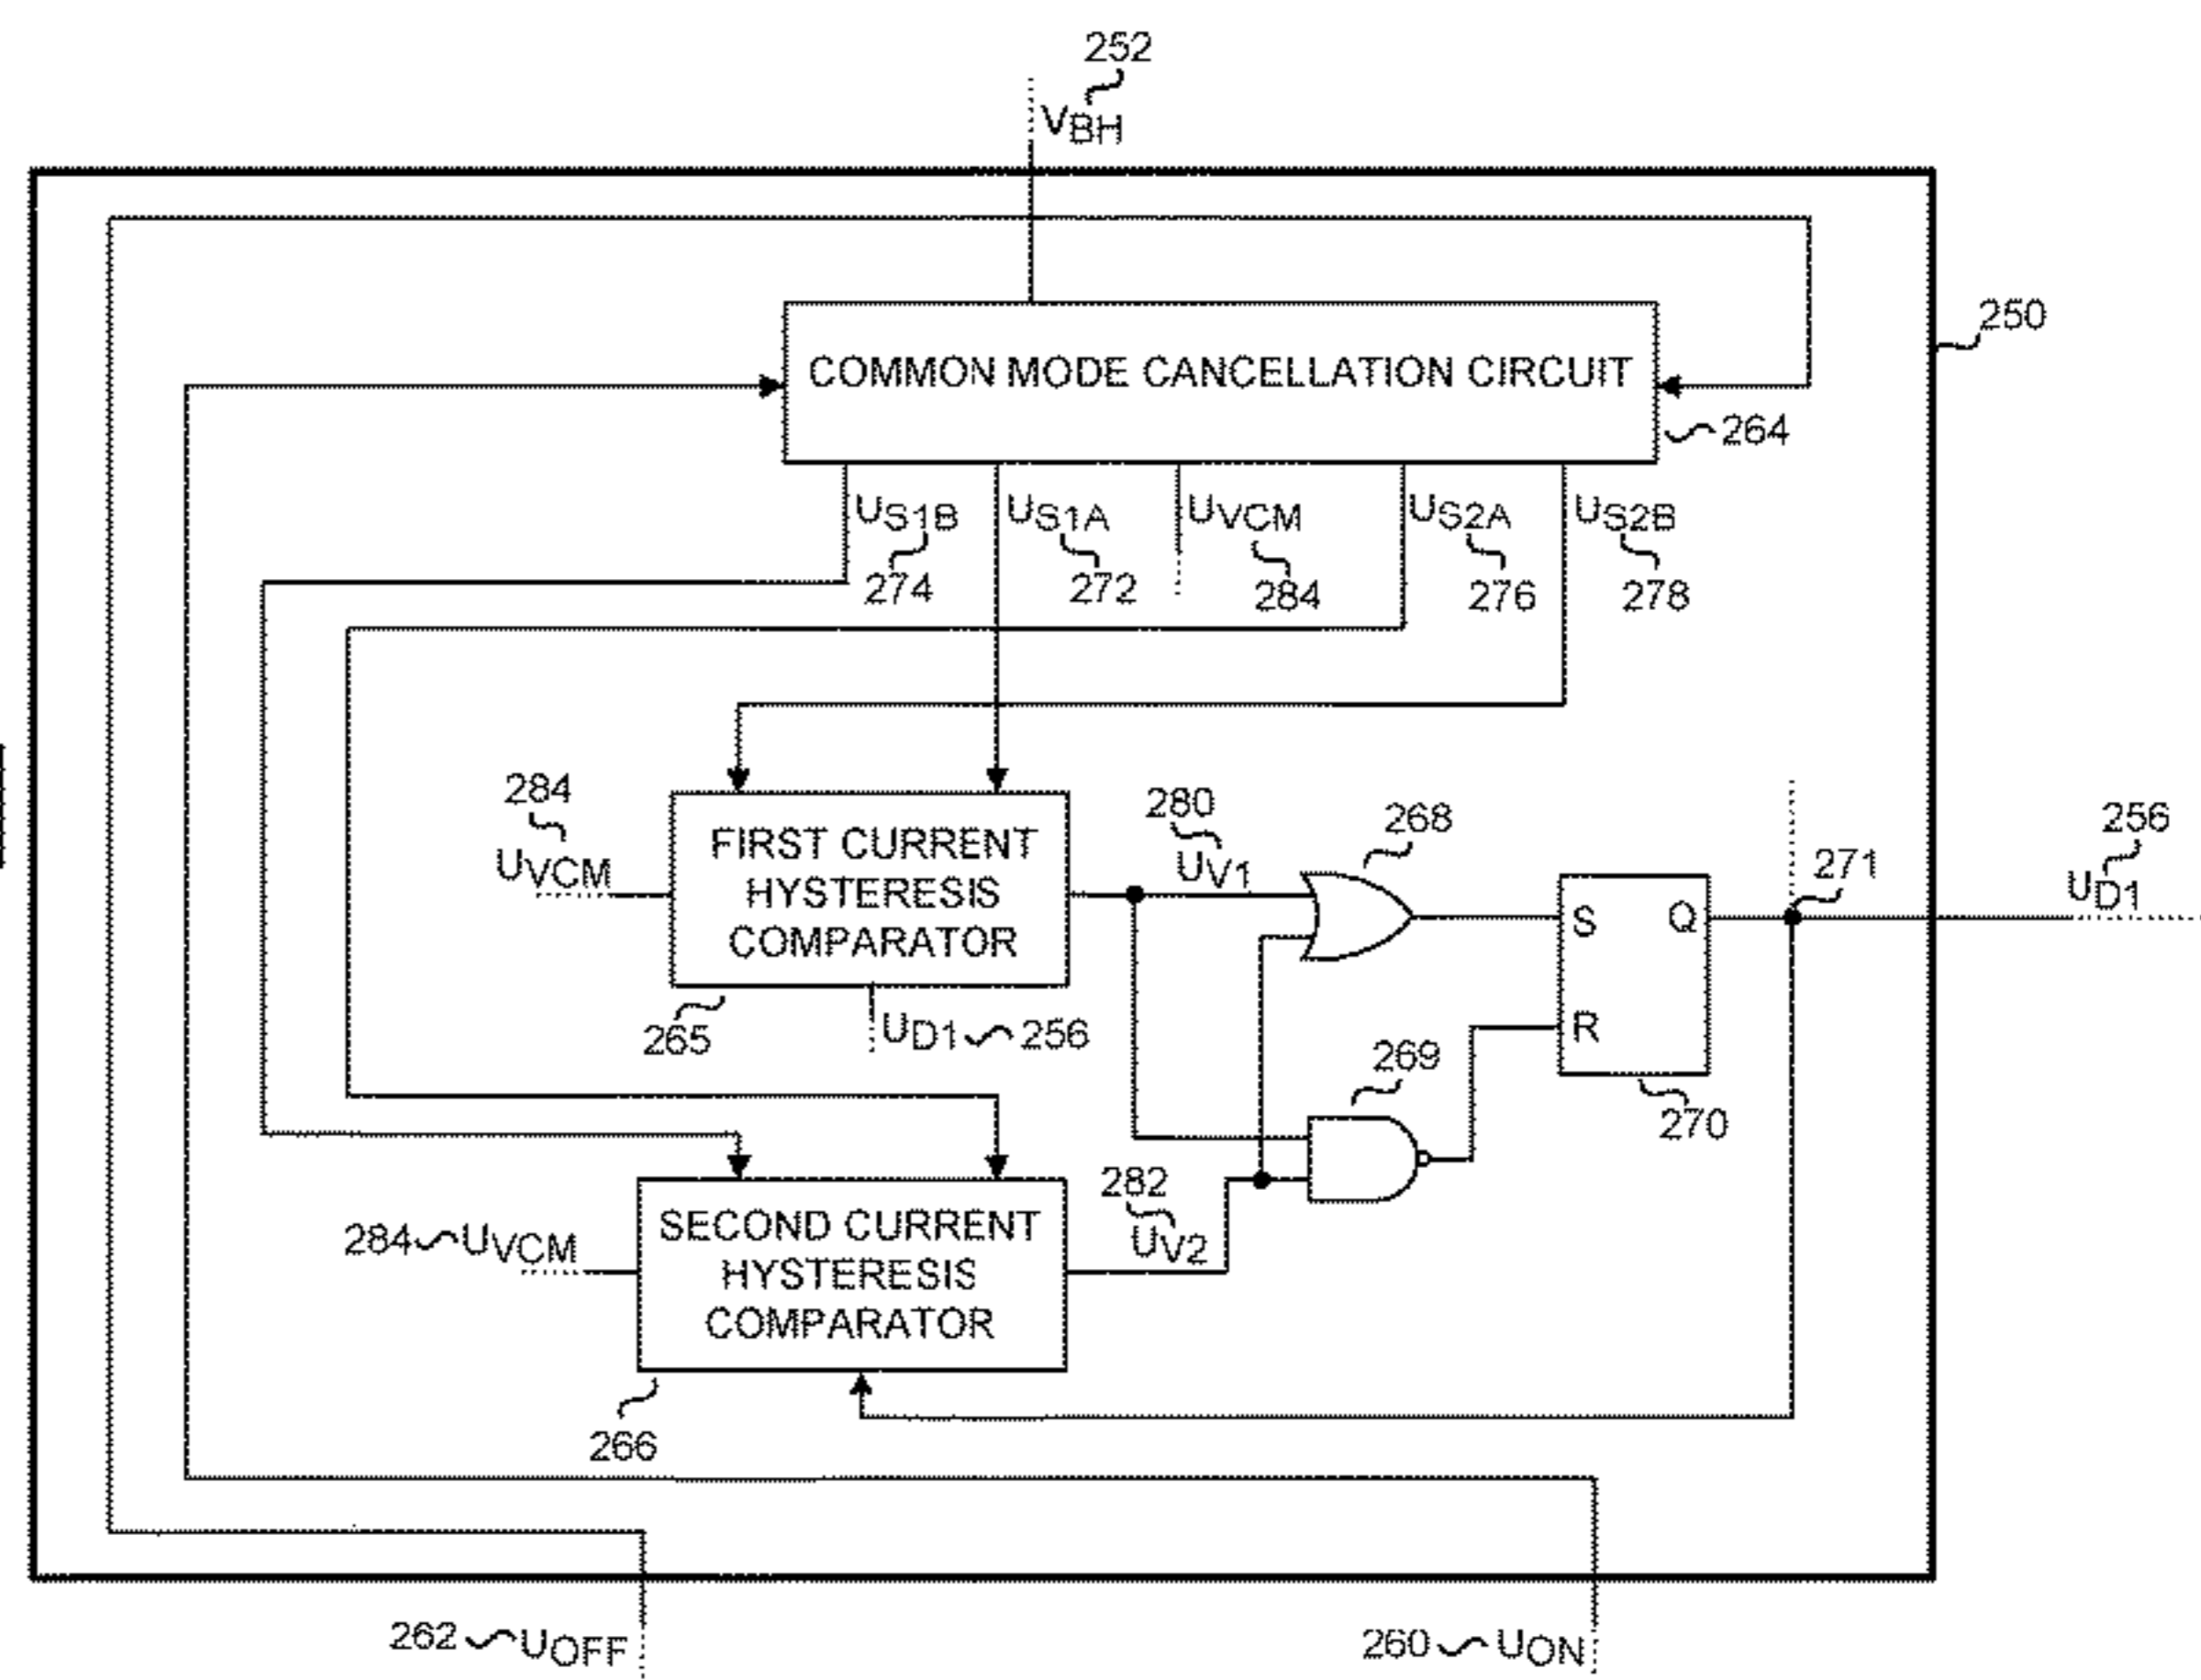 252
VBH
250
COMMON MODE CANCELLATION CIRCUIT
264
US1B US1A UVCM US2A US2B
274 272 284 276 278
284
UVCM
FIRST CURRENT
HYSTERESIS
COMPARATOR
265
UD1 256
280
UV1
268
S Q
R
270
271
256
UD1
269
282
UV2
284 UVCM
SECOND CURRENT
HYSTERESIS
COMPARATOR
266
262 UOFF
260 UON